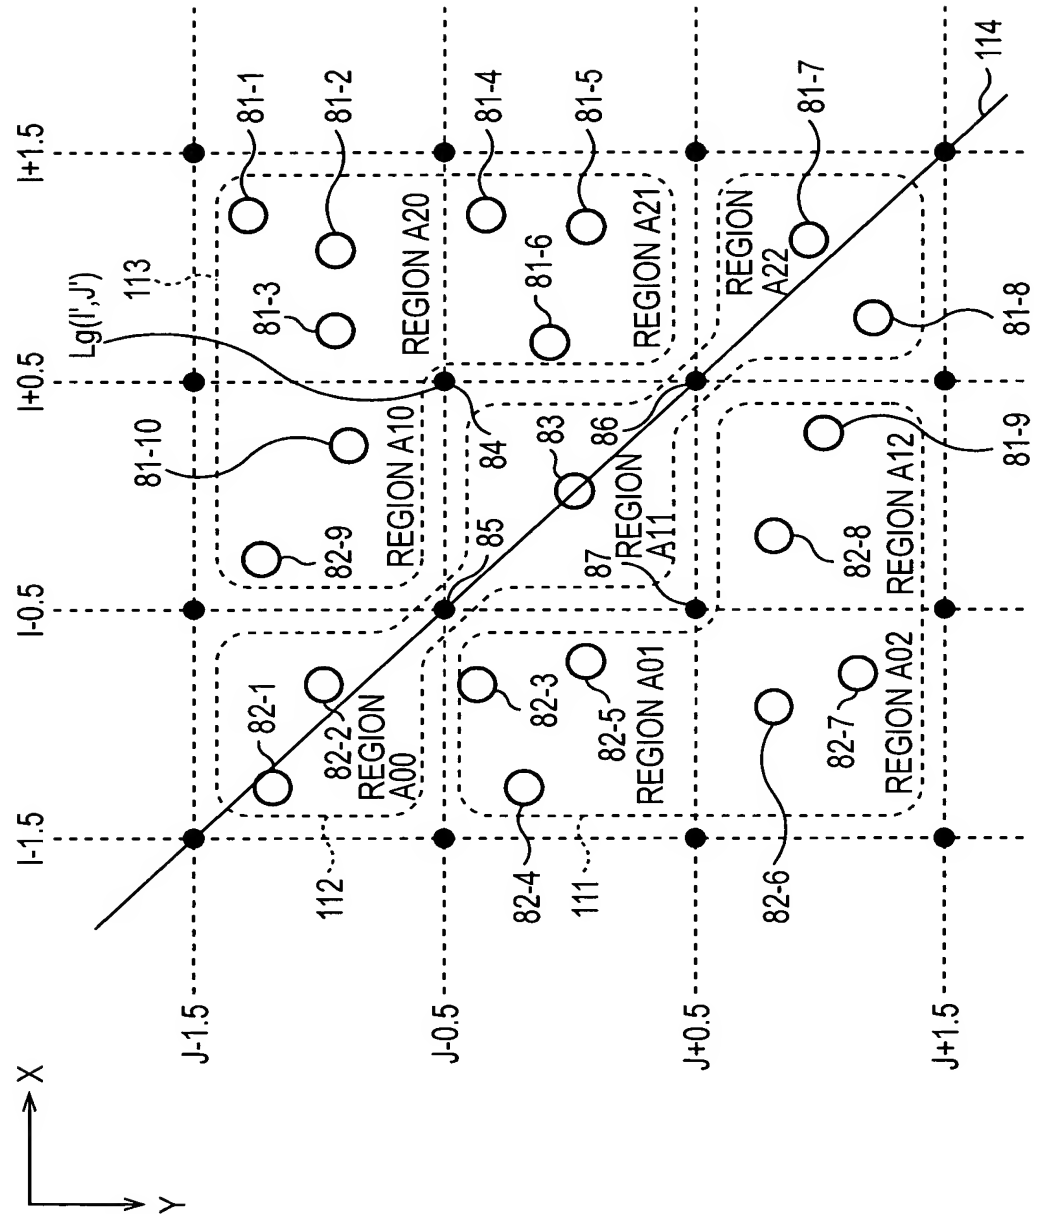 I-1.5
I-0.5
I+0.5
I+1.5
X
Y
J-1.5
J-0.5
J+0.5
J+1.5
Lg(I',J')
113
81-1
81-2
81-3
81-4
81-5
81-6
81-7
81-8
81-9
81-10
82-9
82-8
82-7
82-6
82-5
82-4
82-3
82-2
82-1
83
84
85
86
87
111
112
114
REGION
A00
REGION A10
REGION A20
REGION A01
REGION
A11
REGION A21
REGION A02
REGION A12
REGION
A22